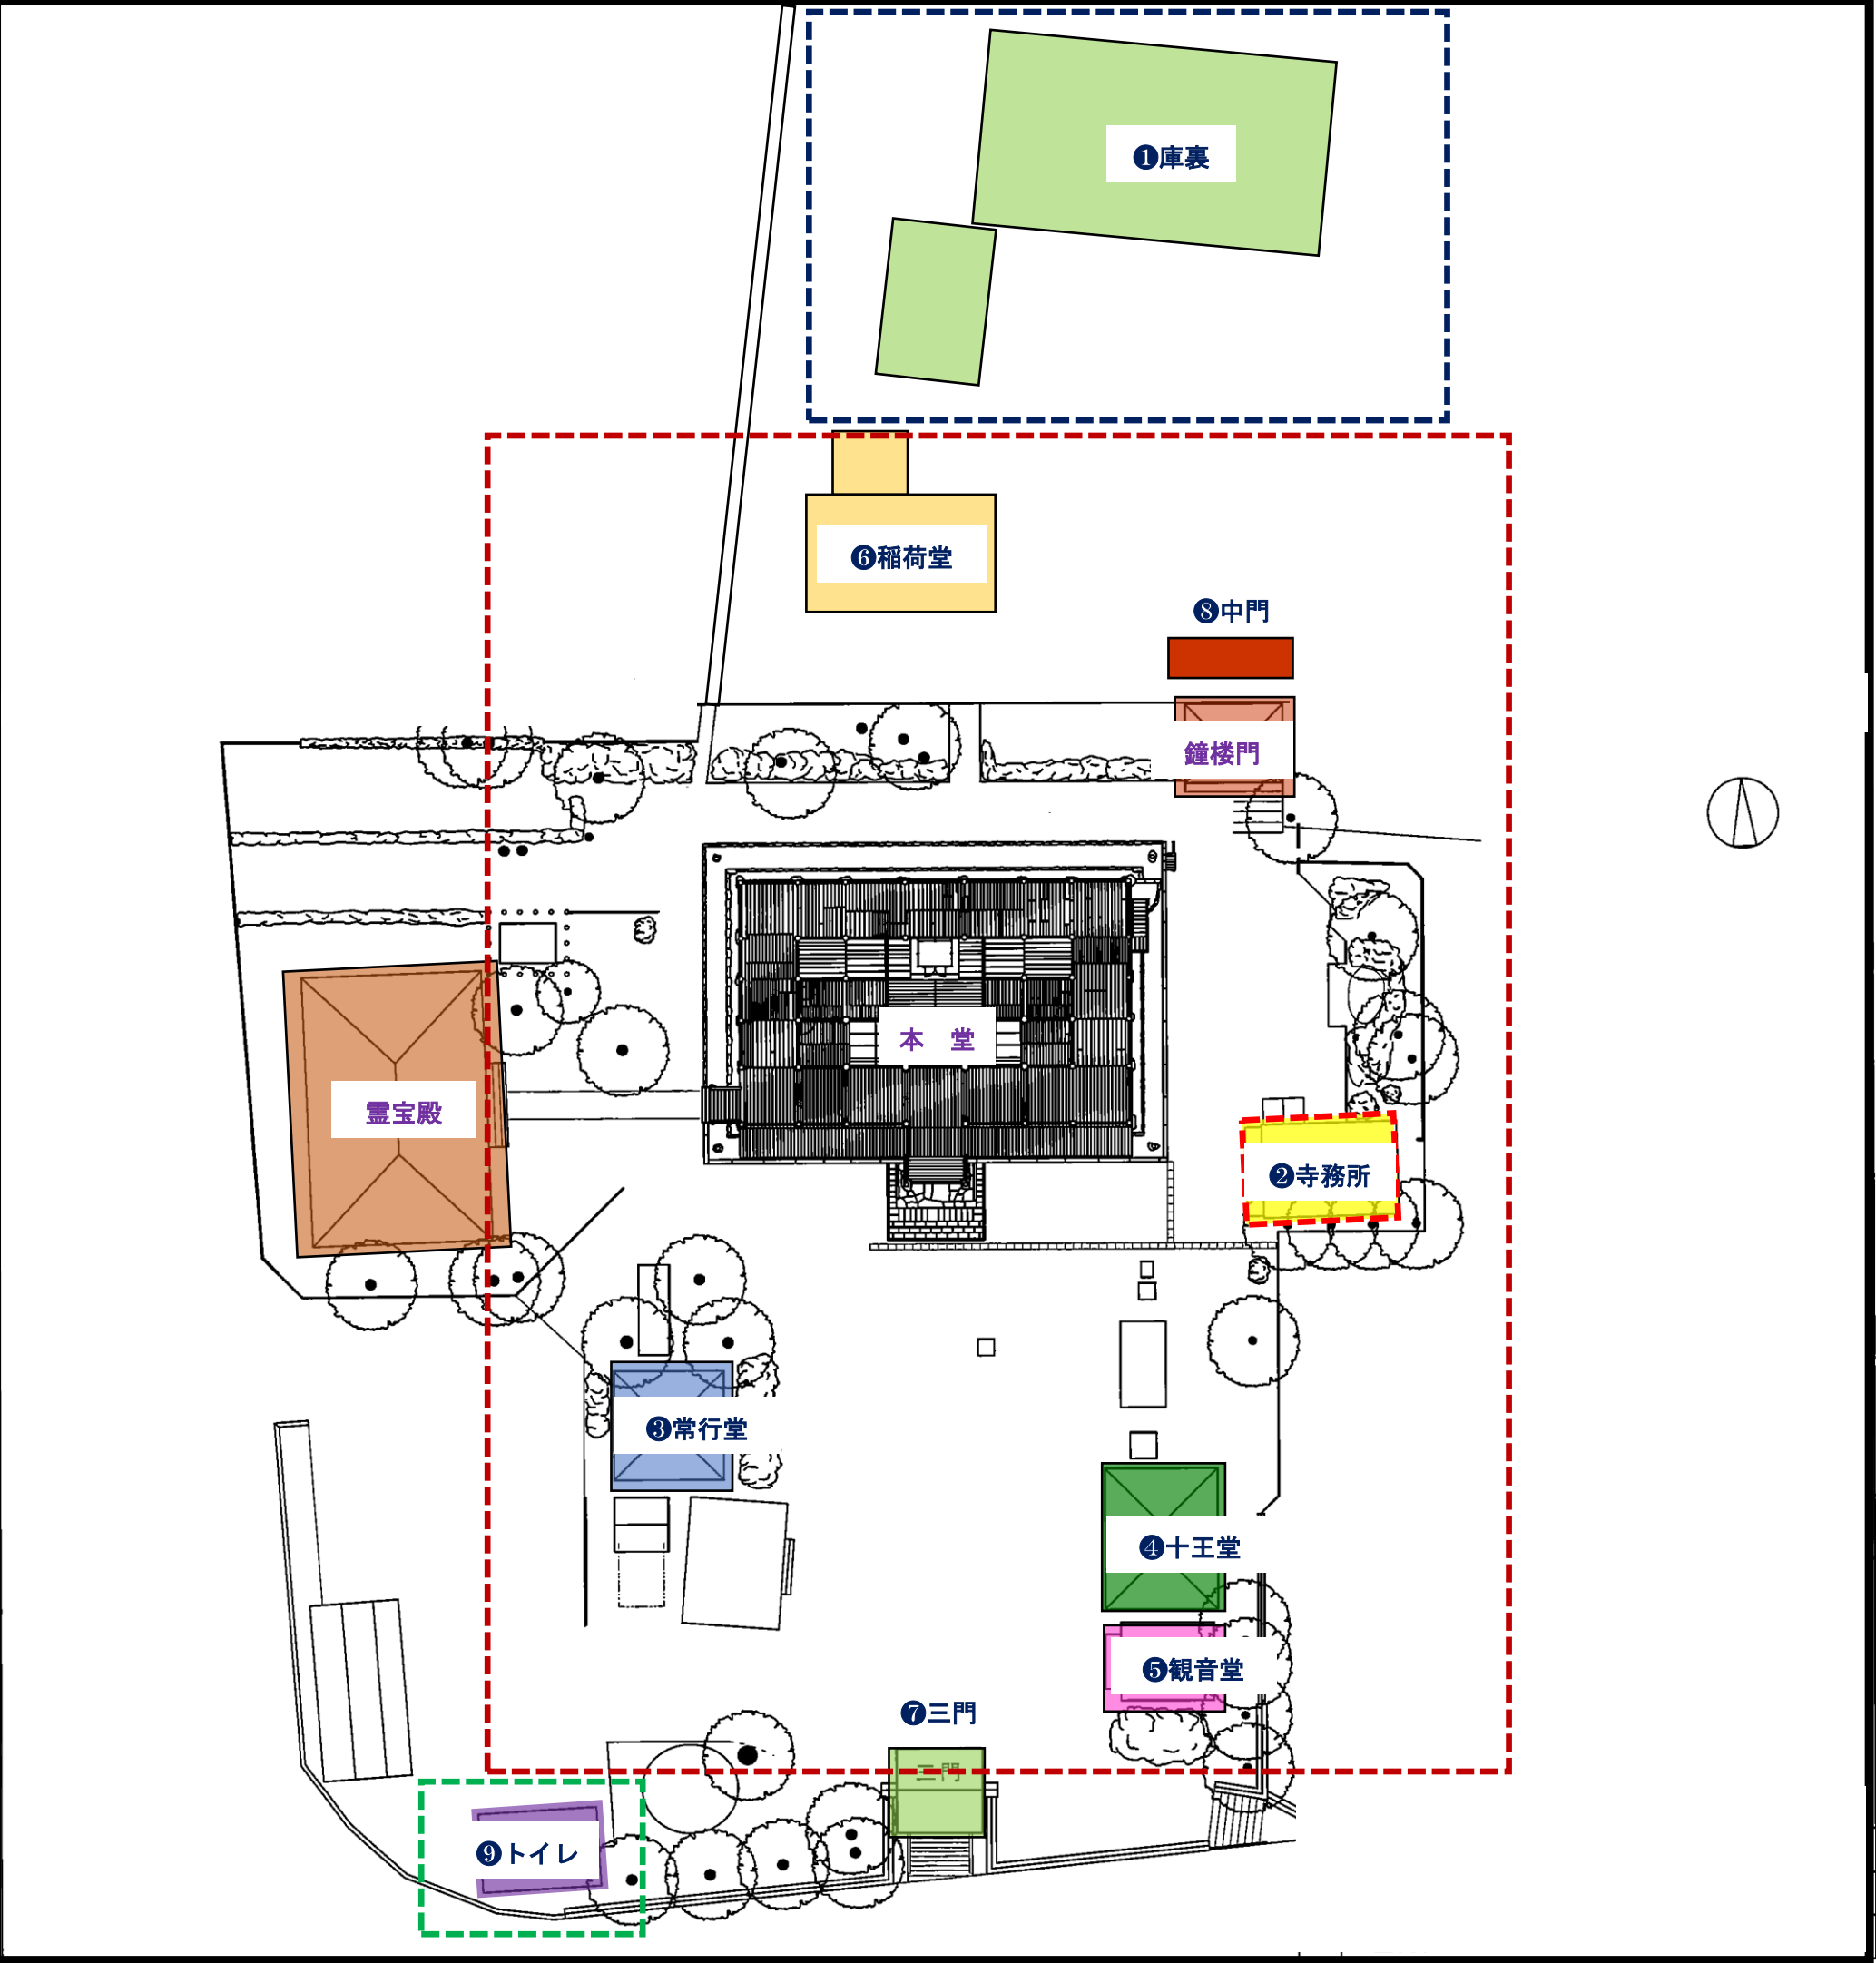 ❶庫裏
❻稲荷堂
❽中門
鐘楼門
本　堂
霊宝殿
❷寺務所
❸常行堂
❹十王堂
❺観音堂
❼三門
三門
❾トイレ